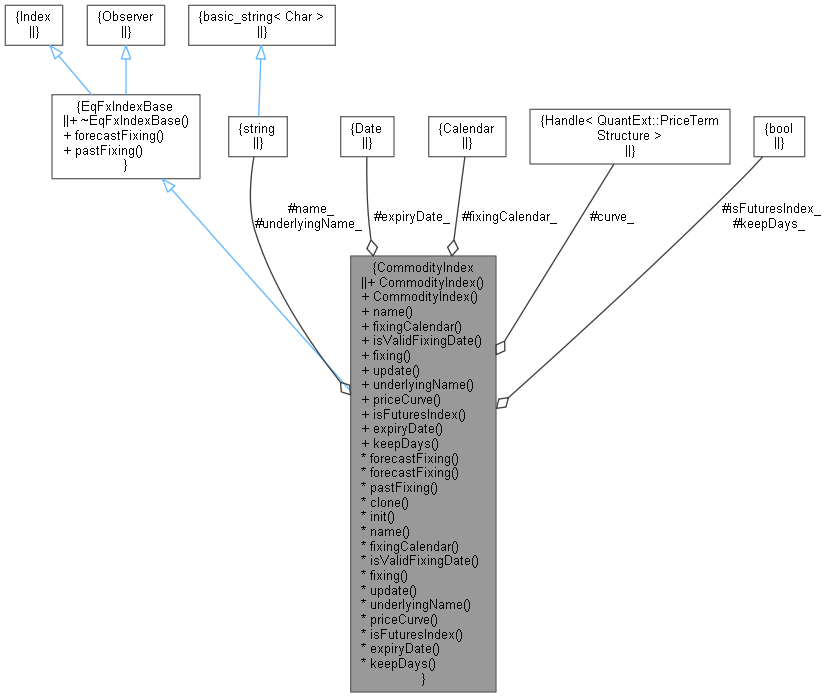 {Index
||}
{Observer
||}
{basic_string< Char >
||}
{EqFxIndexBase
||+ ~EqFxIndexBase()
+ forecastFixing()
+ pastFixing()
}
{string
||}
{Date
||}
{Calendar
||}
{Handle< QuantExt::PriceTerm
Structure >
||}
{bool
||}
#name_
#underlyingName_
#expiryDate_
#fixingCalendar_
#curve_
#isFuturesIndex_
#keepDays_
{CommodityIndex
||+ CommodityIndex()
+ CommodityIndex()
+ name()
+ fixingCalendar()
+ isValidFixingDate()
+ fixing()
+ update()
+ underlyingName()
+ priceCurve()
+ isFuturesIndex()
+ expiryDate()
+ keepDays()
* forecastFixing()
* forecastFixing()
* pastFixing()
* clone()
* init()
* name()
* fixingCalendar()
* isValidFixingDate()
* fixing()
* update()
* underlyingName()
* priceCurve()
* isFuturesIndex()
* expiryDate()
* keepDays()
}